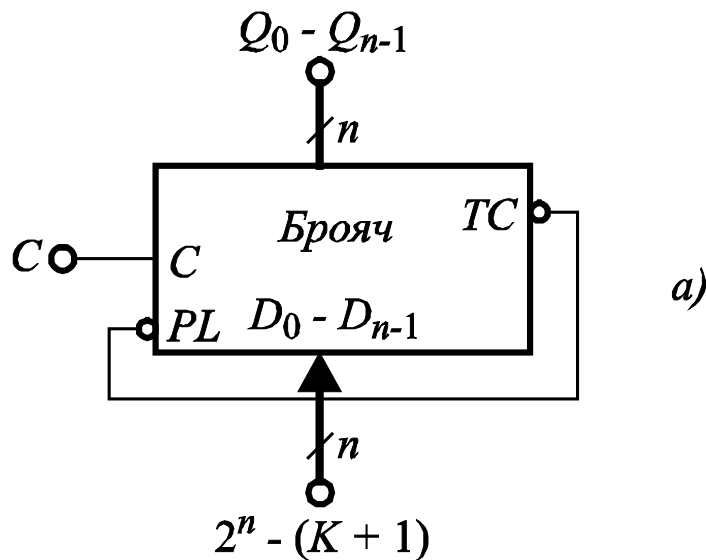 Q₀ - Qₙ₋₁
n
TC
Брояч
C
C
a)
PL
D₀ - Dₙ₋₁
n
2ⁿ - (K + 1)